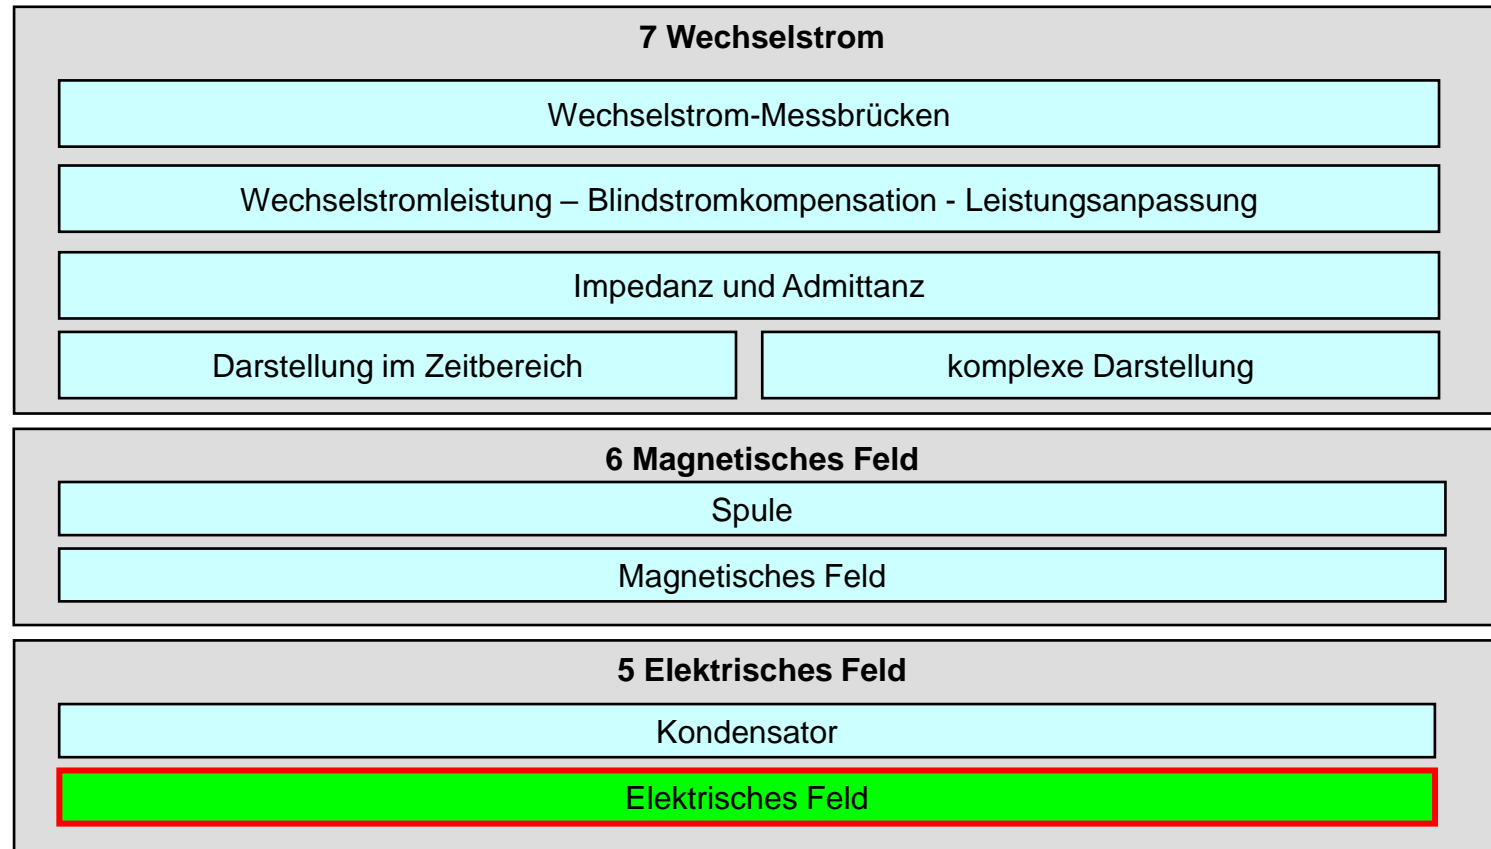 7 Wechselstrom
Wechselstrom-Messbrücken
Wechselstromleistung – Blindstromkompensation - Leistungsanpassung
Impedanz und Admittanz
Darstellung im Zeitbereich
komplexe Darstellung
6 Magnetisches Feld
Spule
Magnetisches Feld
5 Elektrisches Feld
Kondensator
Elektrisches Feld